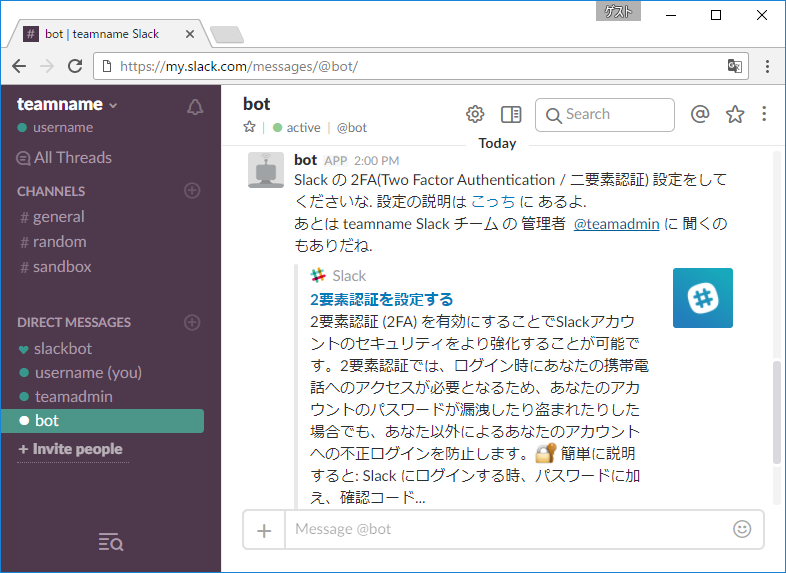 ゲスト
bot | teamname Slack
https://my.slack.com/messages/@bot/
teamname
username
All Threads
CHANNELS
# general
# random
# sandbox
DIRECT MESSAGES
slackbot
username (you)
teamadmin
bot
+ Invite people
bot
active | @bot
Search
Today
bot APP 2:00 PM
Slack の 2FA(Two Factor Authentication / 二要素認証) 設定をして
くださいな. 設定の説明は こっち に あるよ.
あとは teamname Slack チーム の 管理者 @teamadmin に 聞くの
もありだね.
Slack
2要素認証を設定する
2要素認証 (2FA) を有効にすることでSlackアカウ
ントのセキュリティをより強化することが可能で
す。2要素認証では、ログイン時にあなたの携帯電
話へのアクセスが必要となるため、あなたのアカ
ウントのパスワードが漏洩したり盗まれたりした
場合でも、あなた以外によるあなたのアカウント
への不正ログインを防止します。🔐 簡単に説明
すると: Slack にログインする時、パスワードに加
え、確認コード...
Message @bot